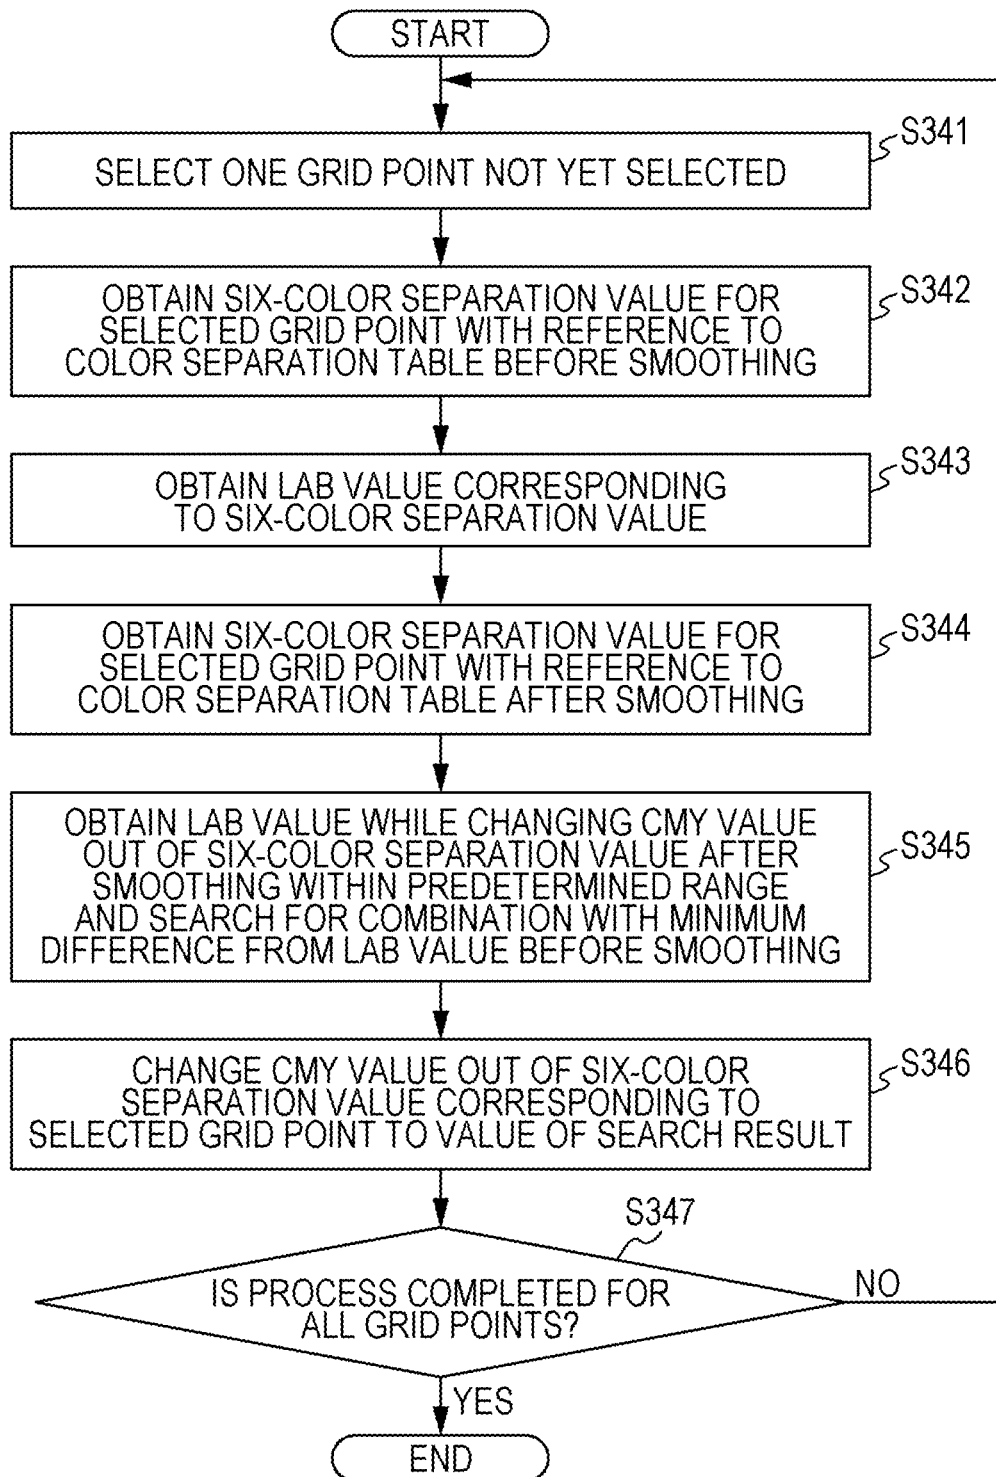 START
S341
SELECT ONE GRID POINT NOT YET SELECTED
S342
OBTAIN SIX-COLOR SEPARATION VALUE FOR
SELECTED GRID POINT WITH REFERENCE TO
COLOR SEPARATION TABLE BEFORE SMOOTHING
S343
OBTAIN LAB VALUE CORRESPONDING
TO SIX-COLOR SEPARATION VALUE
S344
OBTAIN SIX-COLOR SEPARATION VALUE FOR
SELECTED GRID POINT WITH REFERENCE TO
COLOR SEPARATION TABLE AFTER SMOOTHING
S345
OBTAIN LAB VALUE WHILE CHANGING CMY VALUE
OUT OF SIX-COLOR SEPARATION VALUE AFTER
SMOOTHING WITHIN PREDETERMINED RANGE
AND SEARCH FOR COMBINATION WITH MINIMUM
DIFFERENCE FROM LAB VALUE BEFORE SMOOTHING
S346
CHANGE CMY VALUE OUT OF SIX-COLOR
SEPARATION VALUE CORRESPONDING TO
SELECTED GRID POINT TO VALUE OF SEARCH RESULT
S347
IS PROCESS COMPLETED FOR
ALL GRID POINTS?
NO
YES
END